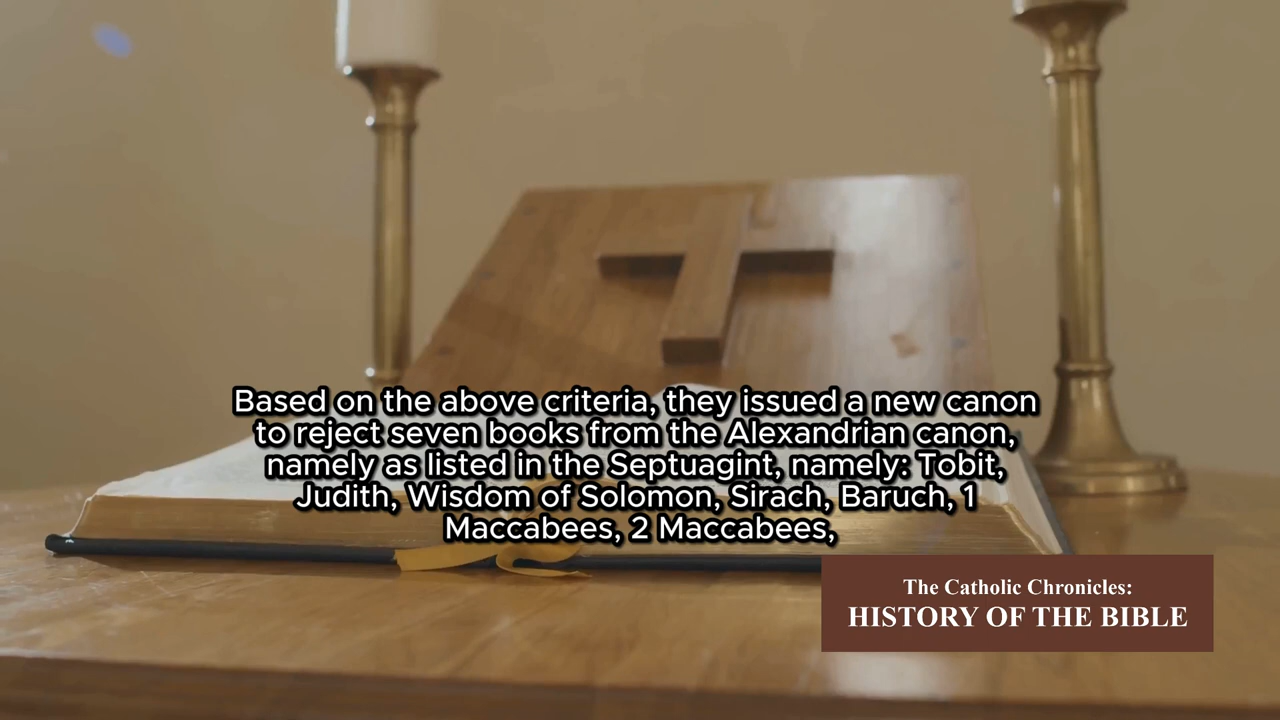 Based on the above criteria, they issued a new canon
to reject seven books from the Alexandrian canon,
namely as listed in the Septuagint, namely: Tobit,
Judith, Wisdom of Solomon, Sirach, Baruch, 1
Maccabees, 2 Maccabees,
The Catholic Chronicles:
HISTORY OF THE BIBLE